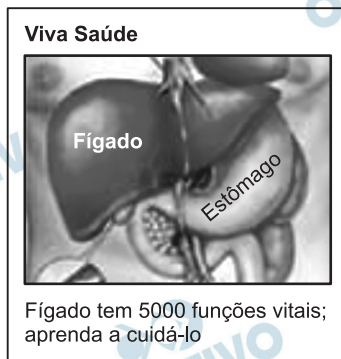 Viva Saúde
Fígado
Estômago
Fígado tem 5000 funções vitais;
aprenda a cuidá-lo